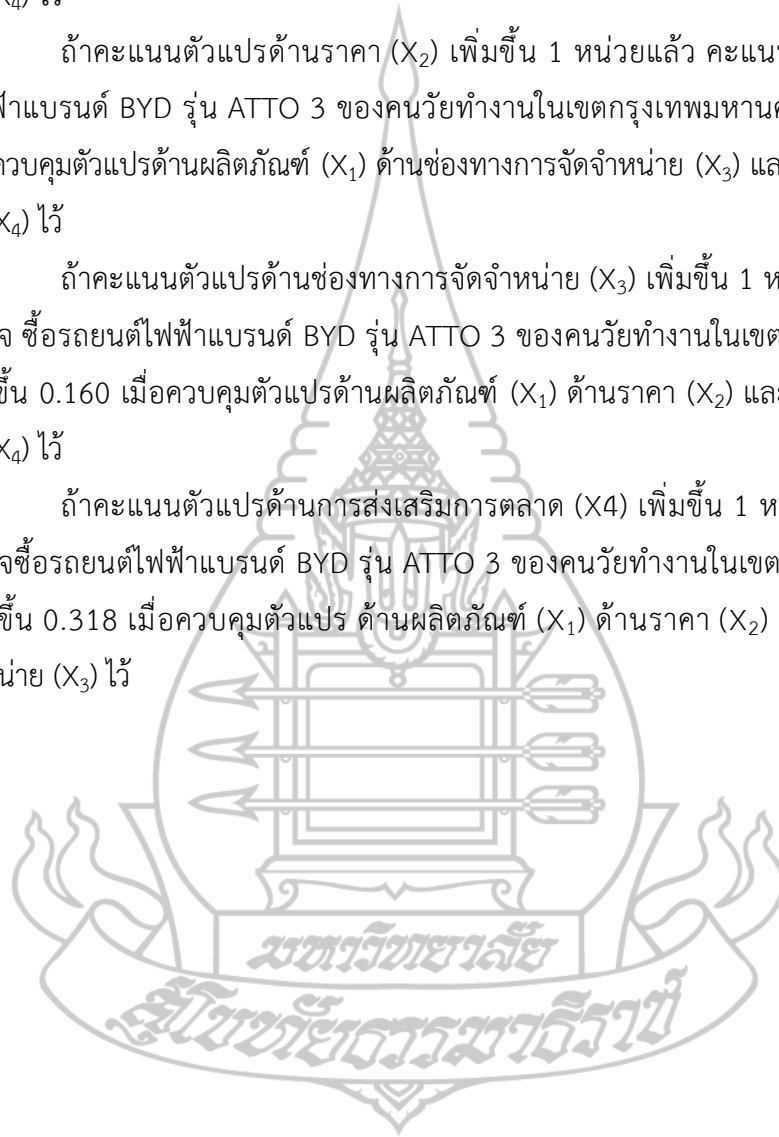 X₄) ไว้
ถ้าคะแนนตัวแปรด้านราคา (X₂) เพิ่มขึ้น 1 หน่วยแล้ว คะแนน
ฟ้าแบรนด์ BYD รุ่น ATTO 3 ของคนวัยทำงานในเขตกรุงเทพมหานค
ควบคุมตัวแปรด้านผลิตภัณฑ์ (X₁) ด้านช่องทางการจัดจำหน่าย (X₃) และ
X₄) ไว้
ถ้าคะแนนตัวแปรด้านช่องทางการจัดจำหน่าย (X₃) เพิ่มขึ้น 1 ห
จ ซื้อรถยนต์ไฟฟ้าแบรนด์ BYD รุ่น ATTO 3 ของคนวัยทำงานในเขต
ขึ้น 0.160 เมื่อควบคุมตัวแปรด้านผลิตภัณฑ์ (X₁) ด้านราคา (X₂) และ
X₄) ไว้
ถ้าคะแนนตัวแปรด้านการส่งเสริมการตลาด (X4) เพิ่มขึ้น 1 ห
จซื้อรถยนต์ไฟฟ้าแบรนด์ BYD รุ่น ATTO 3 ของคนวัยทำงานในเขต
ขึ้น 0.318 เมื่อควบคุมตัวแปร ด้านผลิตภัณฑ์ (X₁) ด้านราคา (X₂)
น่าย (X₃) ไว้
มหาวิทยาลัย
สุโขทัยธรรมาธิราช